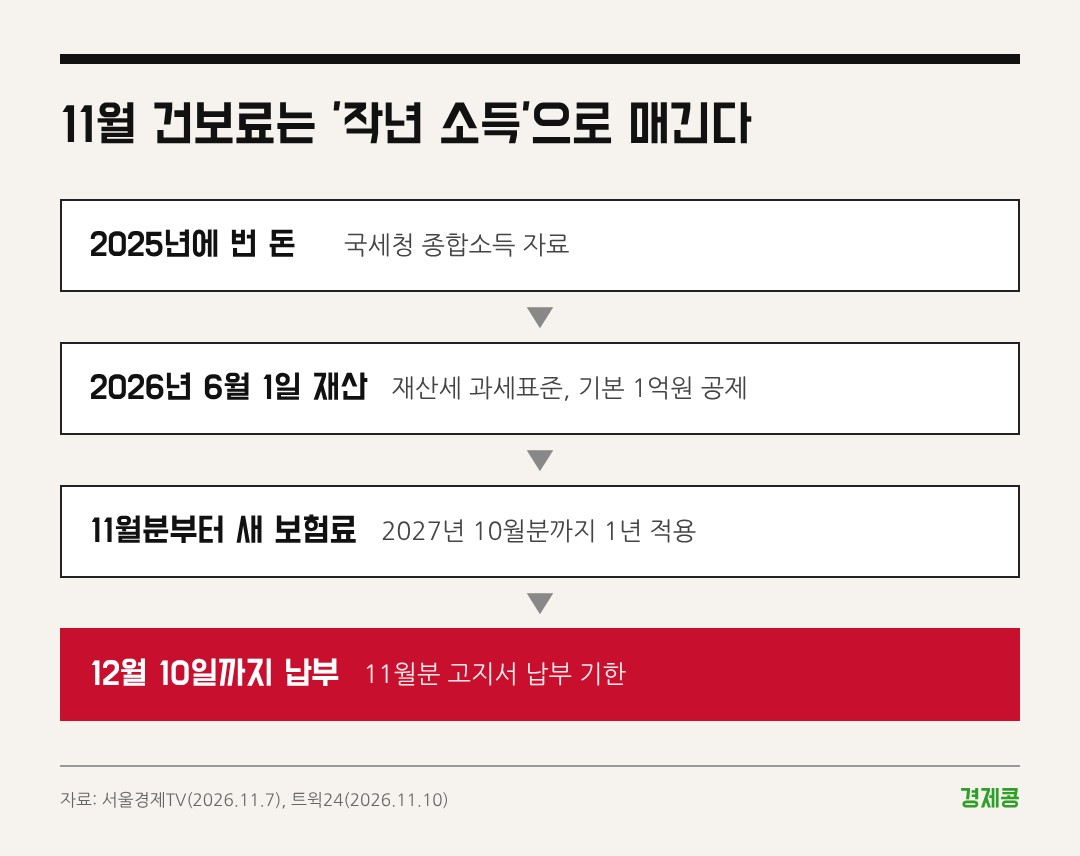 11월 건보료는 '작년 소득'으로 매긴다
2025년에 번 돈 국세청 종합소득 자료
2026년 6월 1일 재산 재산세 과세표준, 기본 1억원 공제
11월분부터 새 보험료 2027년 10월분까지 1년 적용
12월 10일까지 납부 11월분 고지서 납부 기한
자료: 서울경제TV(2026.11.7), 트윅24(2026.11.10)
경제콩